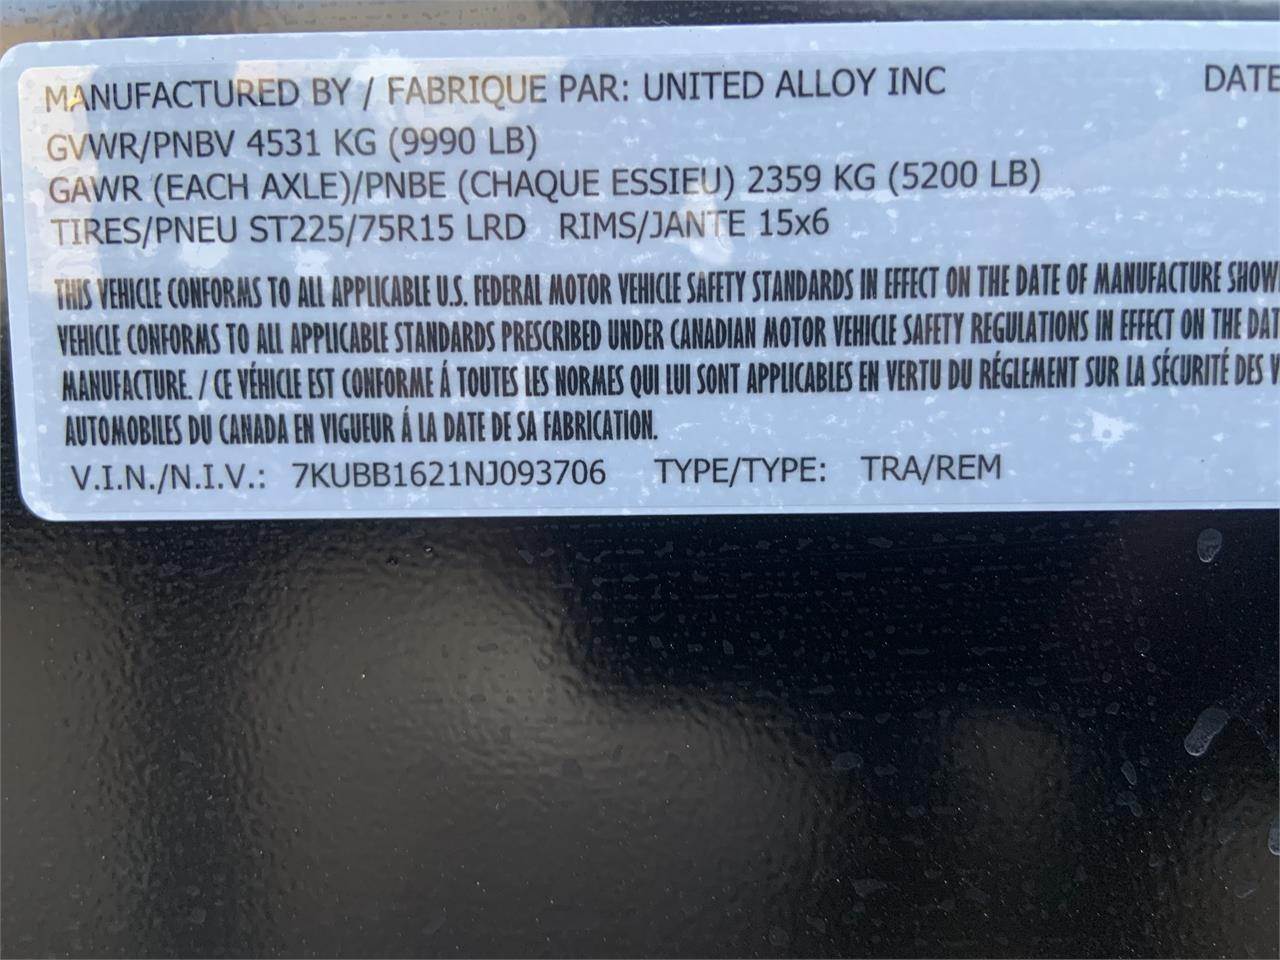 MANUFACTURED BY / FABRIQUE PAR: UNITED ALLOY INC DATE
GVWR/PNBV 4531 KG (9990 LB)
GAWR (EACH AXLE)/PNBE (CHAQUE ESSIEU) 2359 KG (5200 LB)
TIRES/PNEU ST225/75R15 LRD RIMS/JANTE 15x6
THIS VEHICLE CONFORMS TO ALL APPLICABLE U.S. FEDERAL MOTOR VEHICLE SAFETY STANDARDS IN EFFECT ON THE DATE OF MANUFACTURE
VEHICLE CONFORMS TO ALL APPLICABLE STANDARDS PRESCRIBED UNDER CANADIAN MOTOR VEHICLE SAFETY REGULATIONS IN EFFECT ON THE
MANUFACTURE. / CE VÉHICLE EST CONFORME Á TOUTES LES NORMES QUI LUI SONT APPLICABLES EN VERTU DU RÉGLEMENT SUR LA SÉCURITÉ DES
AUTOMOBILES DU CANADA EN VIGUEUR Á LA DATE DE SA FABRICATION.
V.I.N./N.I.V.: 7KUBB1621NJ093706 TYPE/TYPE: TRA/REM